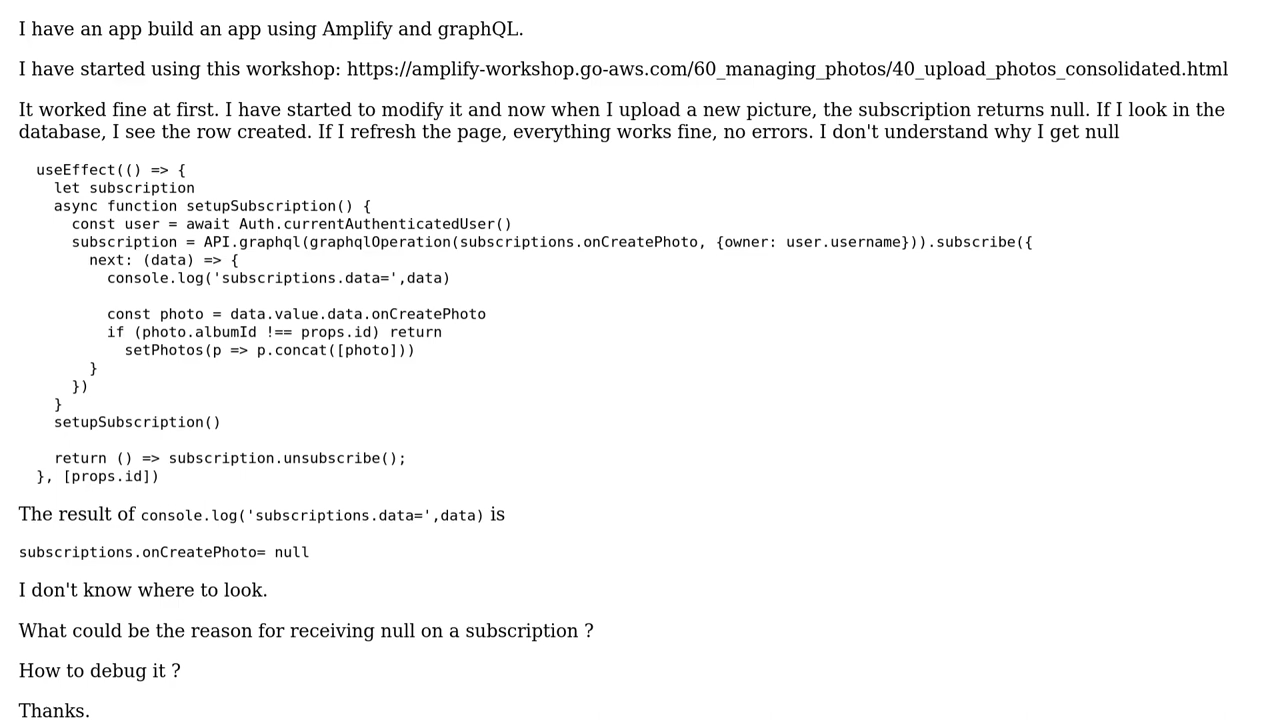 I have an app build an app using Amplify and graphQL.
I have started using this workshop: https://amplify-workshop.go-aws.com/60_managing_photos/40_upload_photos_consolidated.html
It worked fine at first. I have started to modify it and now when I upload a new picture, the subscription returns null. If I look in the
database, I see the row created. If I refresh the page, everything works fine, no errors. I don't understand why I get null
useEffect(() => {
let subscription
async function setupSubscription() {
const user = await Auth.currentAuthenticatedUser()
subscription = API.graphql(graphqlOperation(subscriptions.onCreatePhoto, {owner: user.username})).subscribe({
next: (data) => {
console.log('subscriptions.data=',data)
const photo = data.value.data.onCreatePhoto
if (photo.albumId !== props.id) return
setPhotos(p => p.concat([photo]))
}
})
}
setupSubscription()
return () => subscription.unsubscribe();
}, [props.id])
The result of console.log('subscriptions.data=',data) is
subscriptions.onCreatePhoto= null
I don't know where to look.
What could be the reason for receiving null on a subscription ?
How to debug it ?
Thanks.